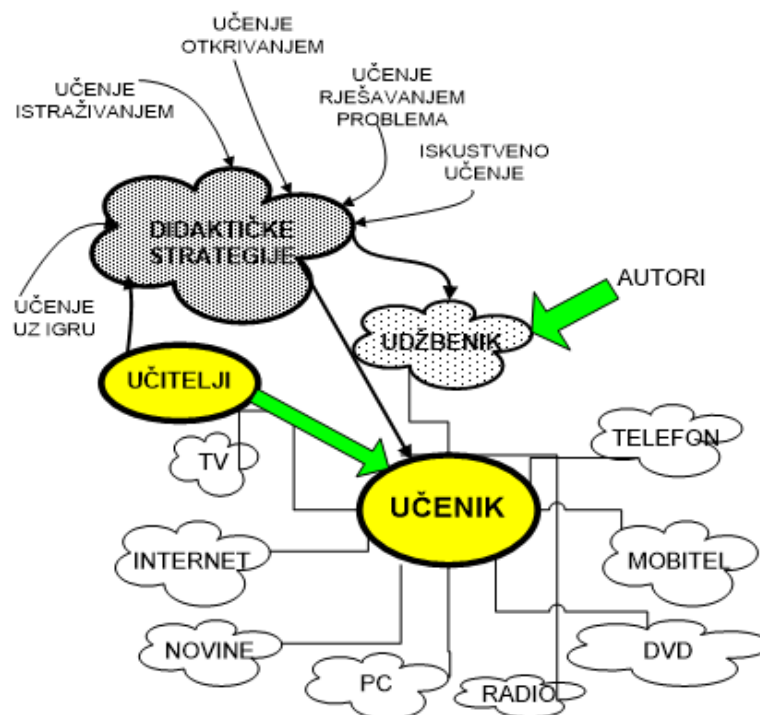 UČENJE
OTKRIVANJEM
UČENJE
ISTRAŽIVANJEM
UČENJE
RJEŠAVANJEM
PROBLEMA
ISKUSTVENO
UČENJE
DIDAKTIČKE
STRATEGIJE
UČENJE
UZ IGRU
AUTORI
UDŽBENIK
UČITELJI
TV
TELEFON
UČENIK
INTERNET
MOBITEL
NOVINE
DVD
PC
RADIO